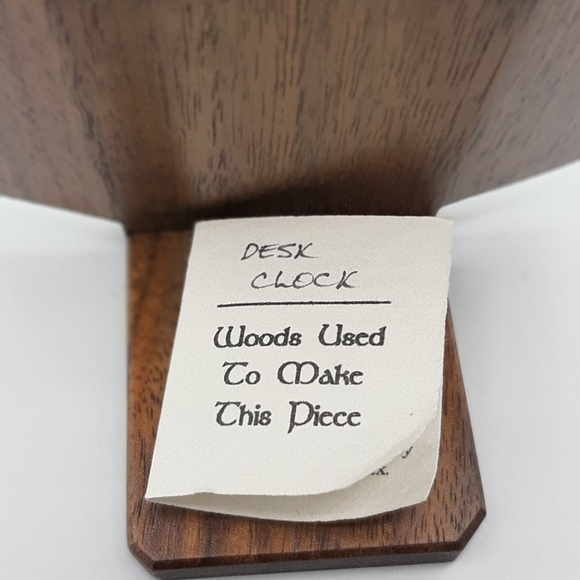 DESK
CLOCK
Woods Used
To Make
This Piece